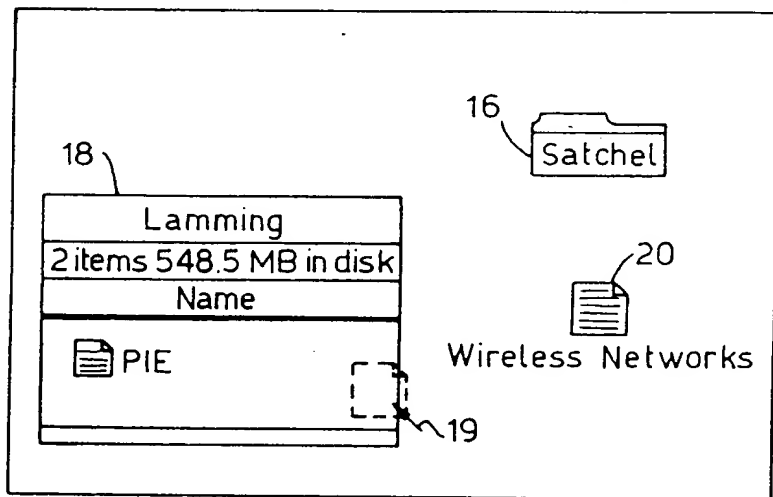 16
Satchel
18
Lamming
2 items 548.5 MB in disk
Name
PIE
20
Wireless Networks
19